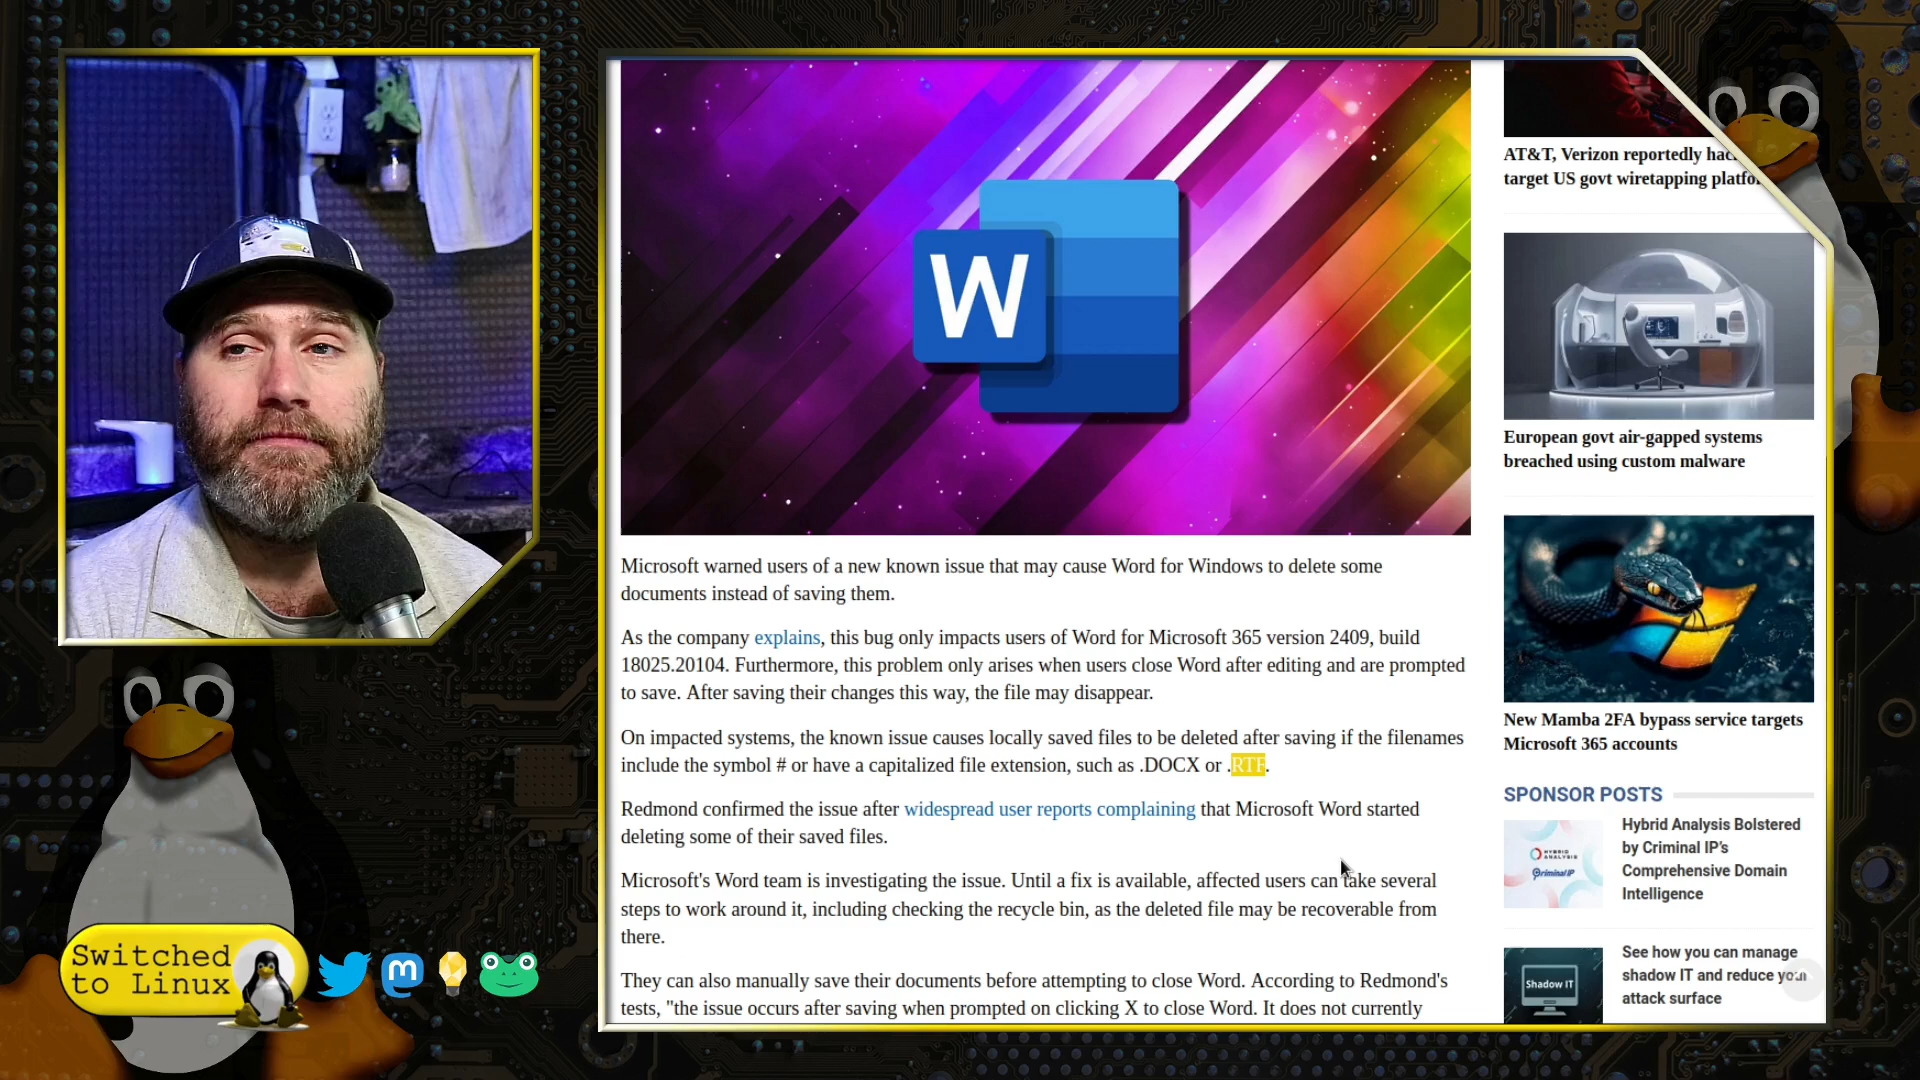 W
Microsoft warned users of a new known issue that may cause Word for Windows to delete some
documents instead of saving them.
As the company explains, this bug only impacts users of Word for Microsoft 365 version 2409, build
18025.20104. Furthermore, this problem only arises when users close Word after editing and are prompted
to save. After saving their changes this way, the file may disappear.
On impacted systems, the known issue causes locally saved files to be deleted after saving if the filenames
include the symbol # or have a capitalized file extension, such as .DOCX or .RTF.
Redmond confirmed the issue after widespread user reports complaining that Microsoft Word started
deleting some of their saved files.
Microsoft's Word team is investigating the issue. Until a fix is available, affected users can take several
steps to work around it, including checking the recycle bin, as the deleted file may be recoverable from
there.
They can also manually save their documents before attempting to close Word. According to Redmond's
tests, "the issue occurs after saving when prompted on clicking X to close Word. It does not currently
AT&T, Verizon reportedly
target US govt wiretapping
European govt air-gapped systems
breached using custom malware
New Mamba 2FA bypass service targets
Microsoft 365 accounts
SPONSOR POSTS
HYBRID
ANALYSIS
Criminal IP
Hybrid Analysis Bolstered
by Criminal IP's
Comprehensive Domain
Intelligence
Shadow IT
See how you can manage
shadow IT and reduce your
attack surface
Switched
to Linux